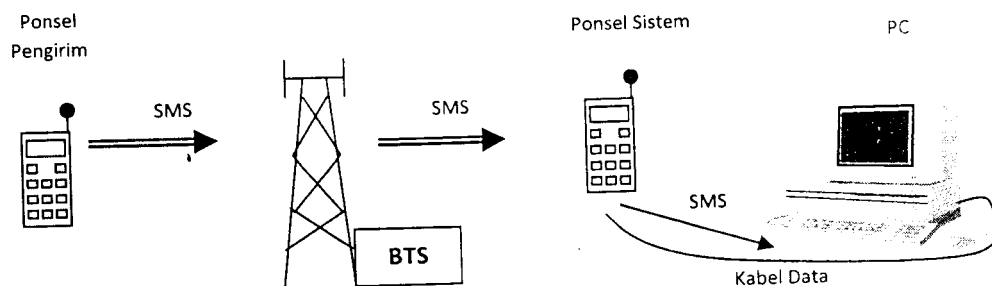 Ponsel
Pengirim
SMS
SMS
Ponsel Sistem
PC
BTS
SMS
Kabel Data